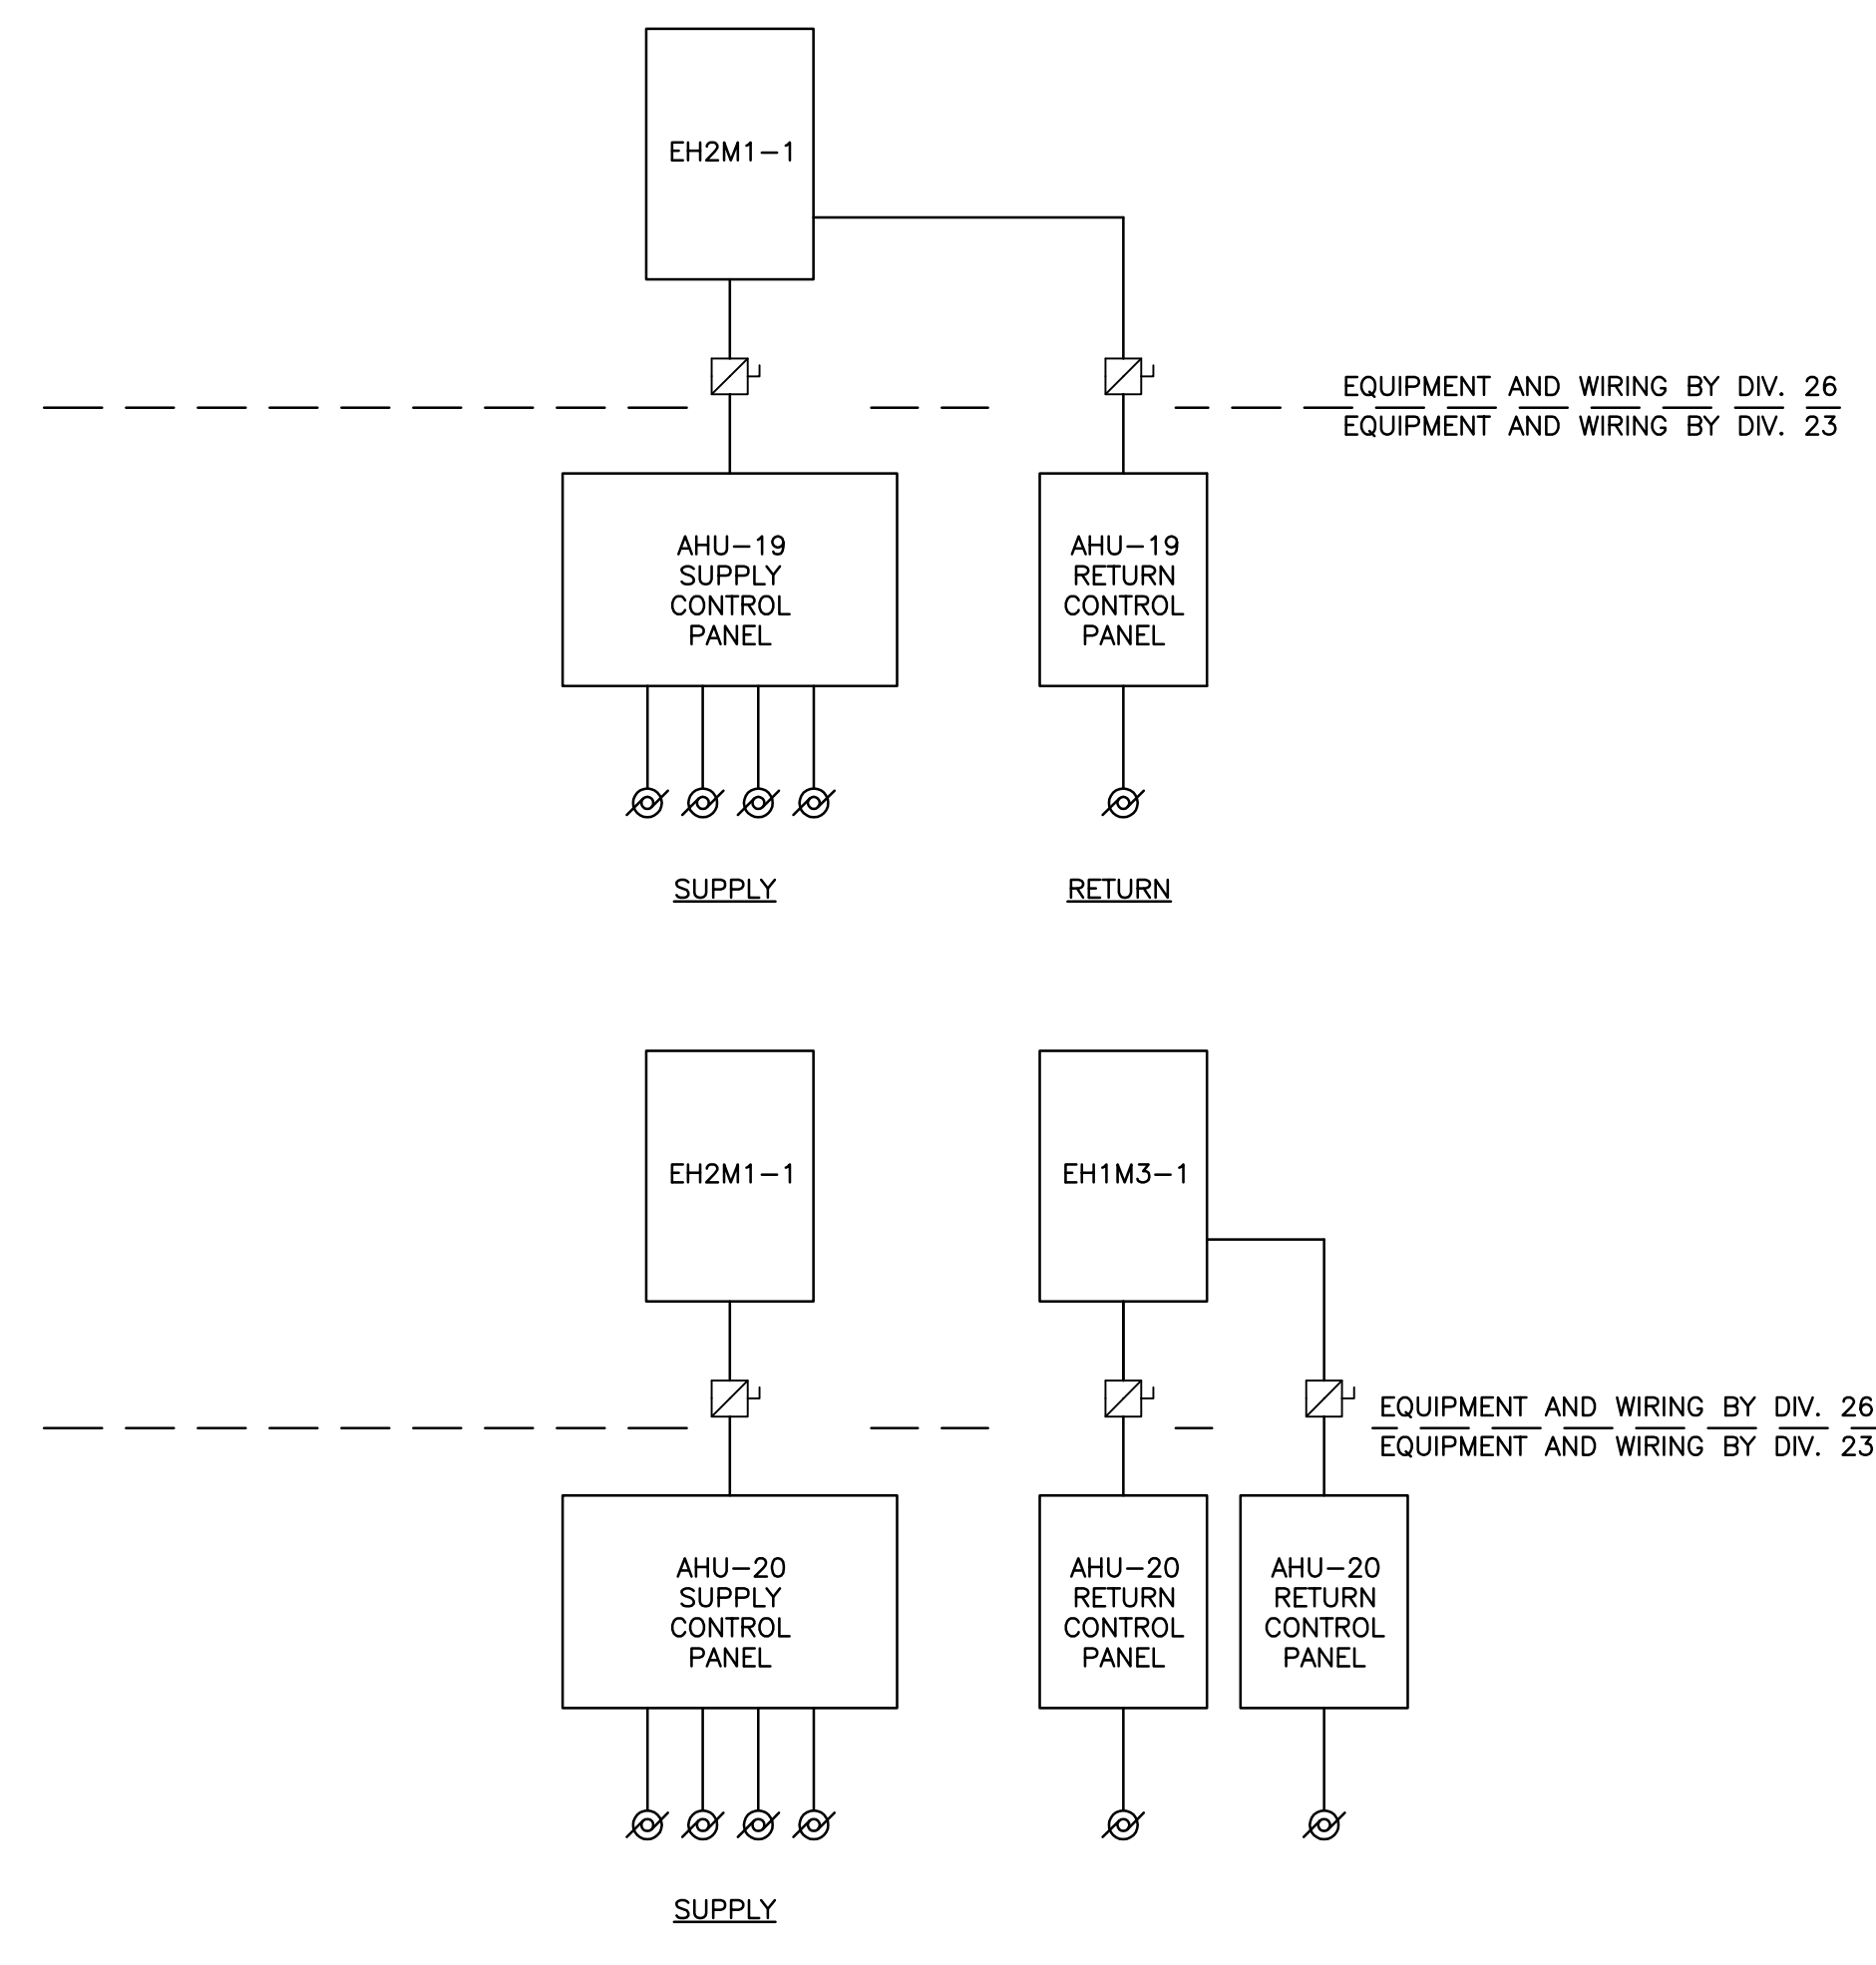 EH2M1-1
EQUIPMENT AND WIRING BY DIV. 26
EQUIPMENT AND WIRING BY DIV. 23
AHU-19
SUPPLY
CONTROL
PANEL
AHU-19
RETURN
CONTROL
PANEL
SUPPLY
RETURN
EH2M1-1
EH1M3-1
EQUIPMENT AND WIRING BY DIV. 26
EQUIPMENT AND WIRING BY DIV. 23
AHU-20
SUPPLY
CONTROL
PANEL
AHU-20
RETURN
CONTROL
PANEL
AHU-20
RETURN
CONTROL
PANEL
SUPPLY